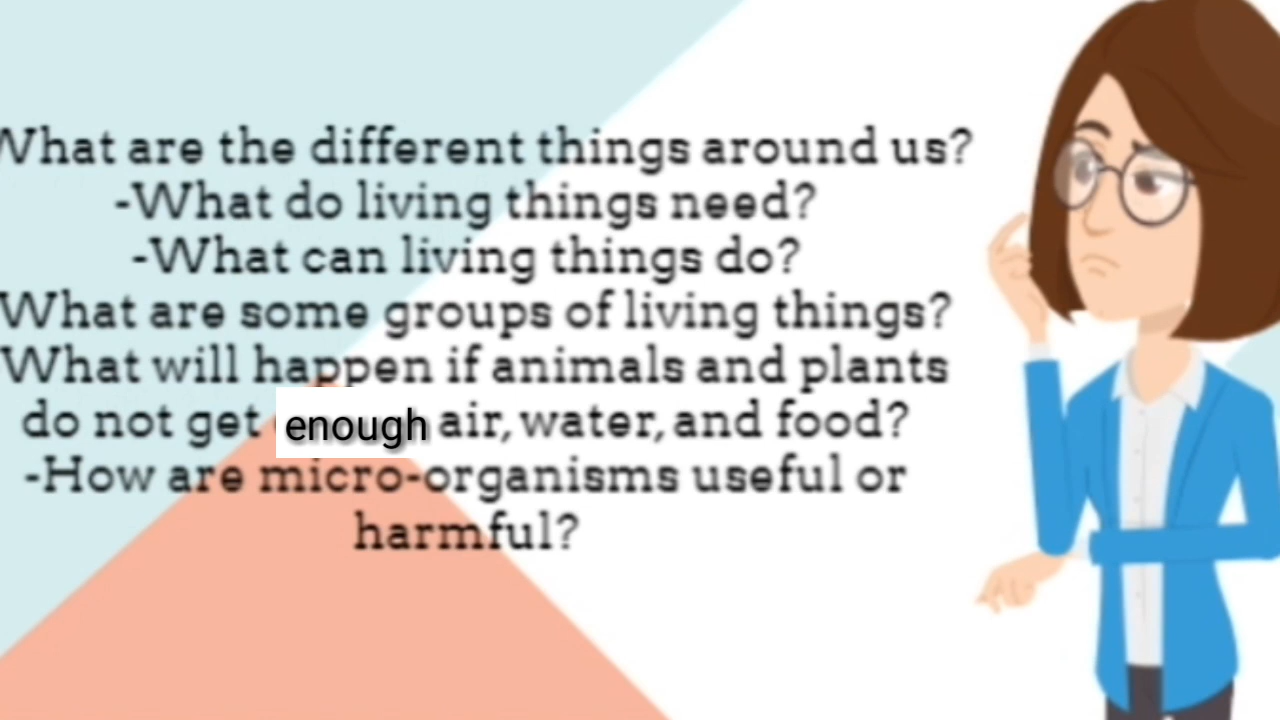 What are the different things around us?
-What do living things need?
-What can living things do?
What are some groups of living things?
What will happen if animals and plants
do not get enough air, water, and food?
-How are micro-organisms useful or
harmful?